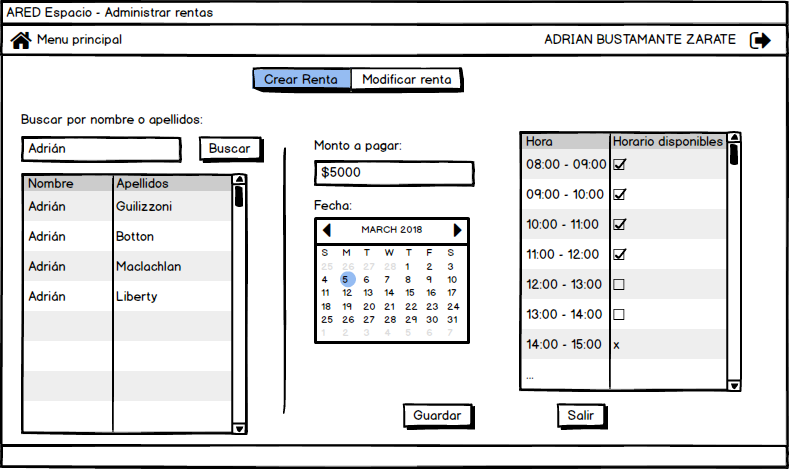 ARED Espacio - Administrar rentas
Menu principal
ADRIAN BUSTAMANTE ZARATE
Crear Renta
Modificar renta
Buscar por nombre o apellidos:
Adrián
Buscar
Nombre Apellidos
Adrián Guilizzoni
Adrián Botton
Adrián Maclachlan
Adrián Liberty
Monto a pagar:
$5000
Fecha:
MARCH 2018
S M T W T F S
25 26 27 28 1 2 3
4 5 6 7 8 9 10
11 12 13 14 15 16 17
18 19 20 21 22 23 24
25 26 27 28 29 30 31
1 2 3 4 5 6 7
Hora Horario disponibles
08:00 - 09:00
09:00 - 10:00
10:00 - 11:00
11:00 - 12:00
12:00 - 13:00
13:00 - 14:00
14:00 - 15:00 x
...
Guardar
Salir